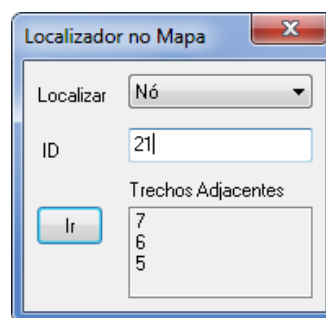 Localizador no Mapa
Localizar Nó
ID 21
Trechos Adjacentes
Ir
7
6
5